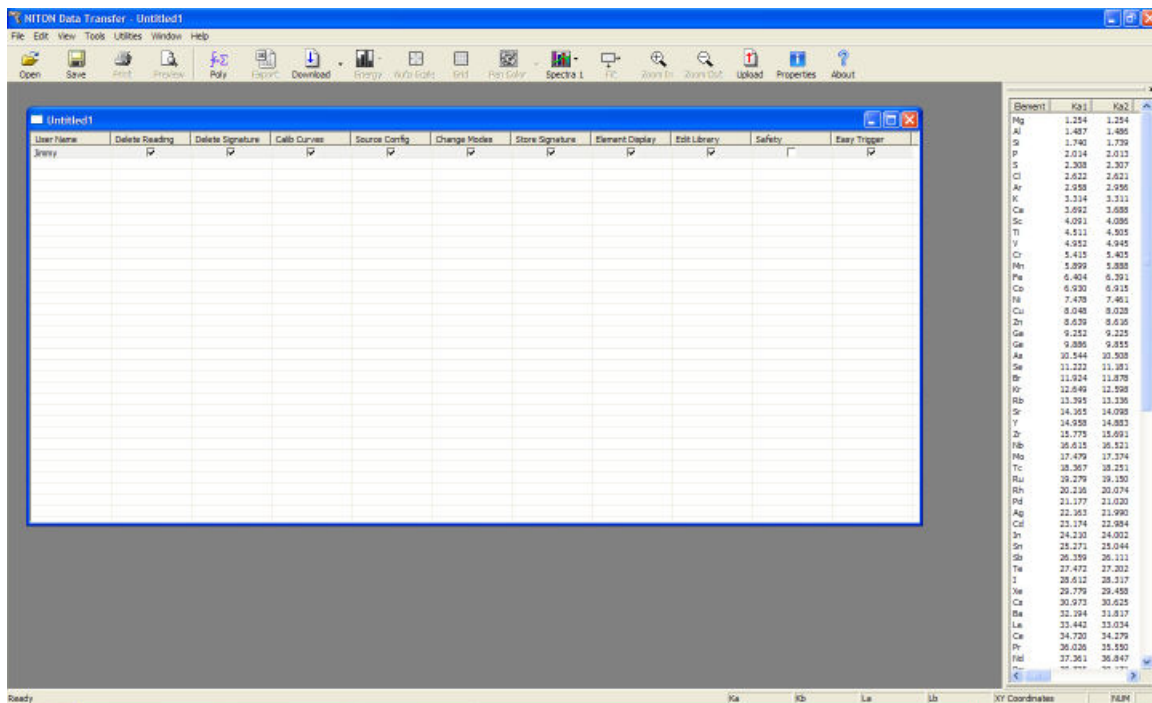 NITON Data Transfer - Untitled1
File Edit View Tools Utilities Window Help
Open Save Print Preview Poly Export Download Energy Auto Scale Grid Pen Color Spectra 1 Fit Zoom In Zoom Out Upload Properties About
Untitled1
User Name Delete Reading Delete Signature Calib Curves Source Config Change Modes Store Signature Element Display Edit Library Safety Easy Trigger
Jimmy
Element Ka1 Ka2
Mg 1.254 1.254
Al 1.487 1.486
Si 1.740 1.739
P 2.014 2.013
S 2.308 2.307
Cl 2.622 2.621
Ar 2.958 2.956
K 3.314 3.311
Ca 3.692 3.688
Sc 4.091 4.086
Ti 4.511 4.505
V 4.952 4.945
Cr 5.415 5.405
Mn 5.899 5.888
Fe 6.404 6.391
Co 6.930 6.915
Ni 7.478 7.461
Cu 8.048 8.028
Zn 8.639 8.616
Ga 9.252 9.225
Ge 9.886 9.855
As 10.544 10.508
Se 11.222 11.181
Br 11.924 11.878
Kr 12.649 12.598
Rb 13.395 13.336
Sr 14.165 14.098
Y 14.958 14.883
Zr 15.775 15.691
Nb 16.615 16.521
Mo 17.479 17.374
Tc 18.367 18.251
Ru 19.279 19.150
Rh 20.216 20.074
Pd 21.177 21.020
Ag 22.163 21.990
Cd 23.174 22.984
In 24.210 24.002
Sn 25.271 25.044
Sb 26.359 26.111
Te 27.472 27.202
I 28.612 28.317
Xe 29.779 29.458
Cs 30.973 30.625
Ba 32.194 31.817
La 33.442 33.034
Ce 34.720 34.279
Pr 36.026 35.550
Nd 37.361 36.847
Ready Ka Kb La Lb XY Coordinates NUM